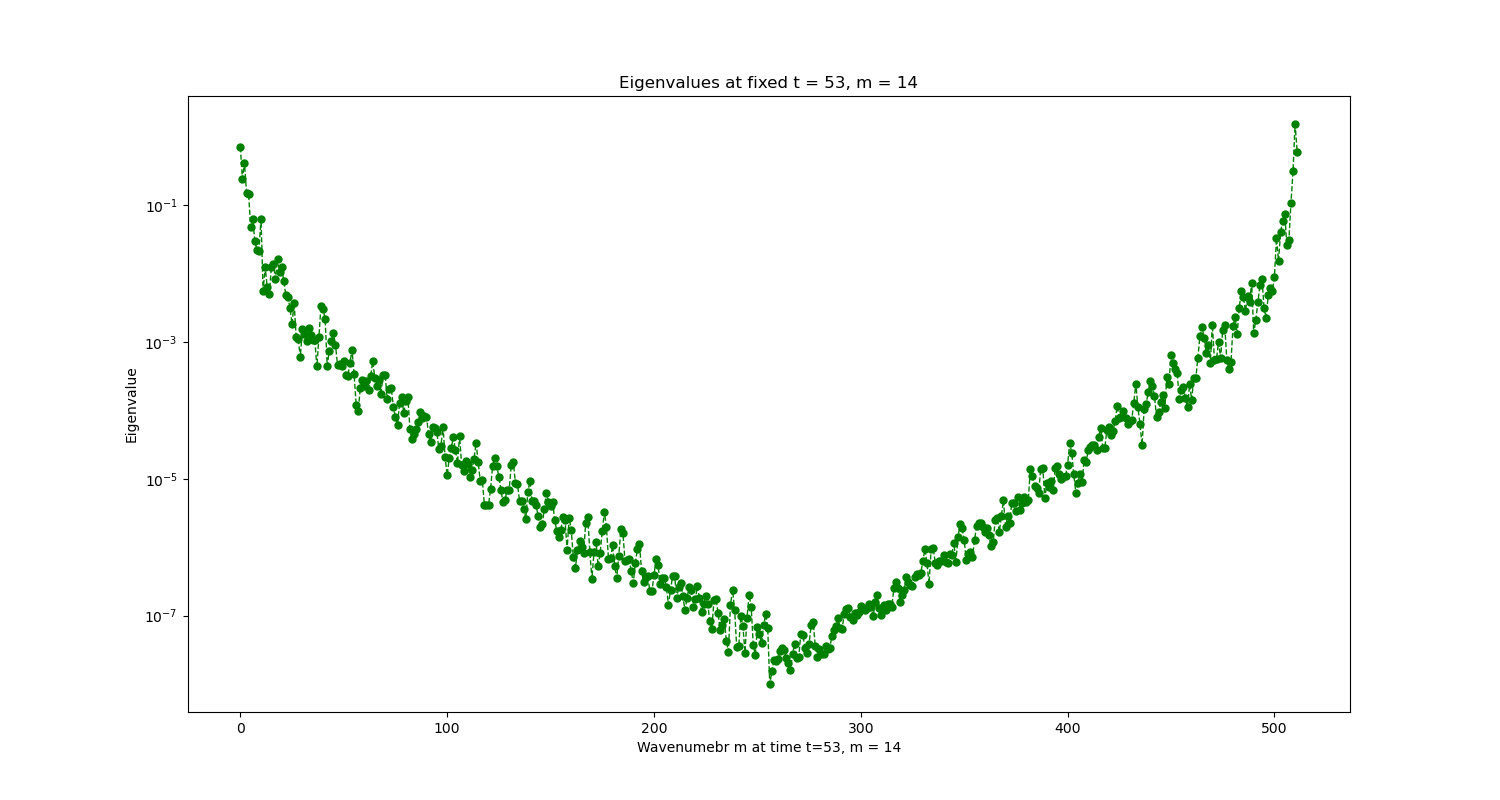 Eigenvalues at fixed t = 53, m = 14
Eigenvalue
10⁻¹
10⁻³
10⁻⁵
10⁻⁷
0 100 200 300 400 500
Wavenumebr m at time t=53, m = 14